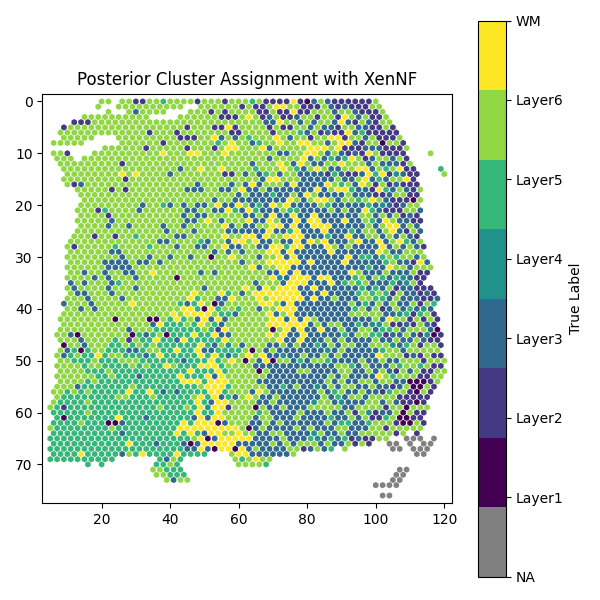 Posterior Cluster Assignment with XenNF
0
10
20
30
40
50
60
70
20
40
60
80
100
120
WM
Layer6
Layer5
Layer4
Layer3
Layer2
Layer1
NA
True Label